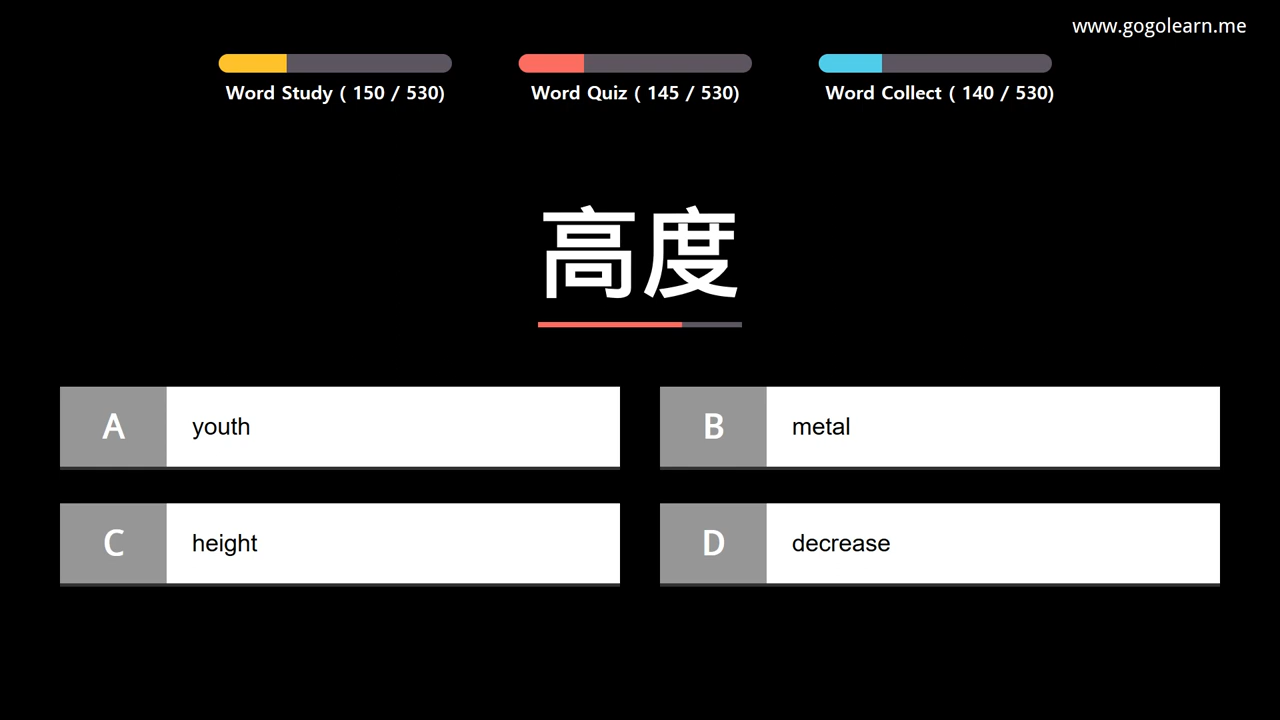 www.gogolearn.me
Word Study ( 150 / 530)
Word Quiz ( 145 / 530)
Word Collect ( 140 / 530)
高度
A youth
B metal
C height
D decrease